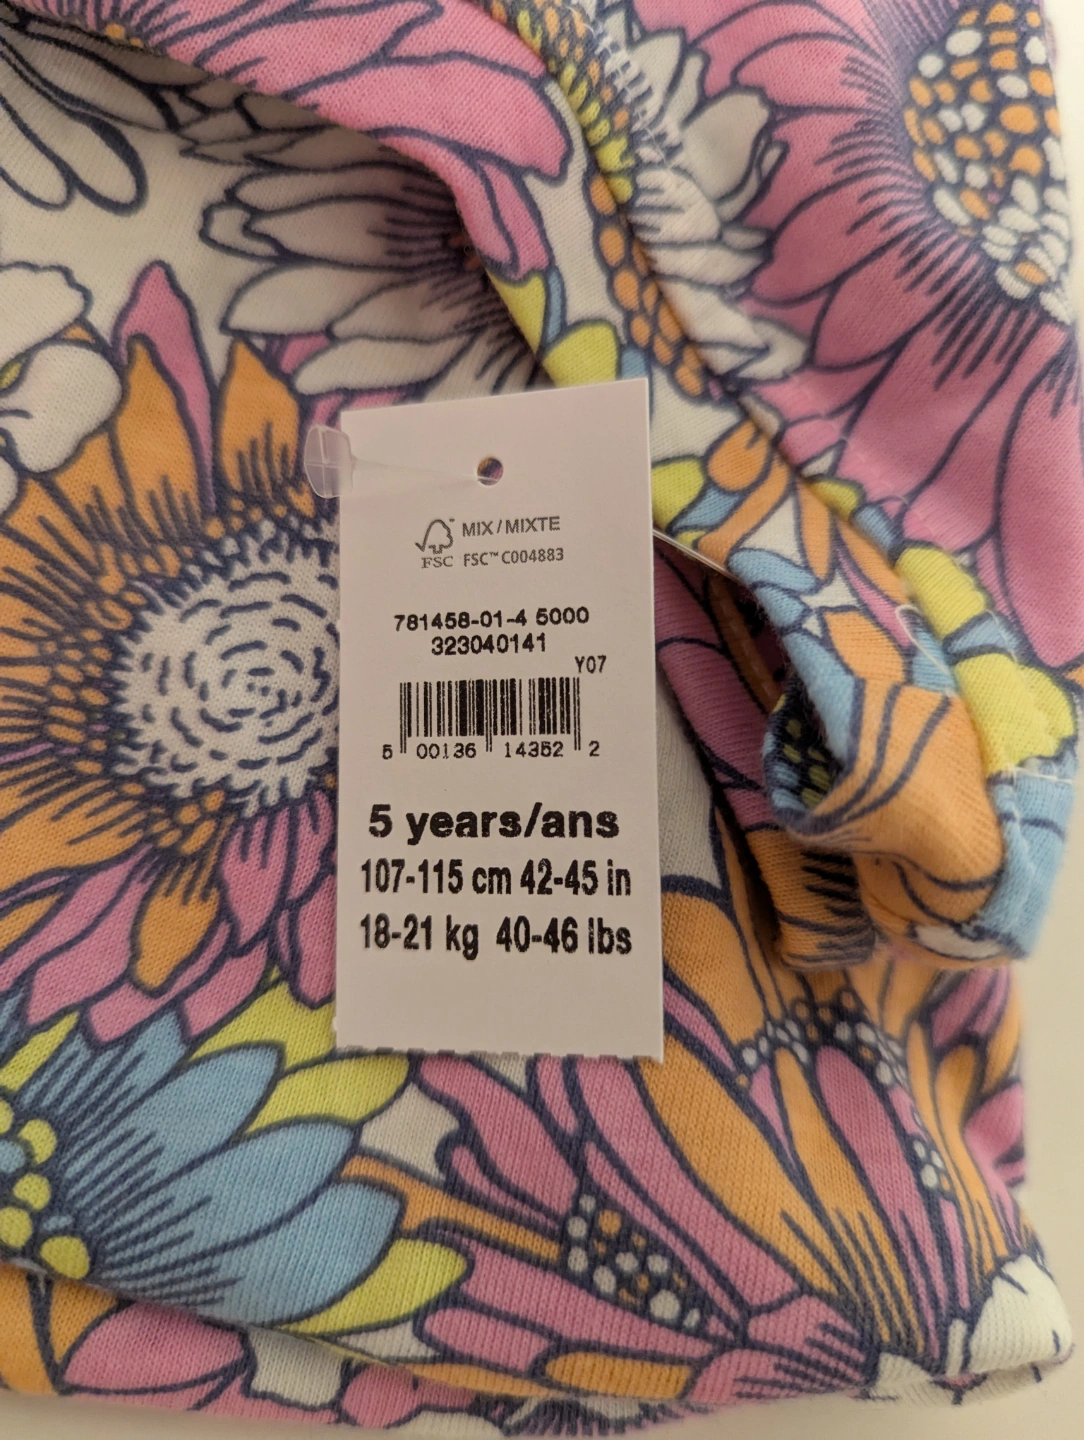 MIX / MIXTE
FSC FSC™ C004883
781458-01-4 5000
323040141
Y07
5 00136 14352 2
5 years/ans
107-115 cm 42-45 in
18-21 kg 40-46 lbs